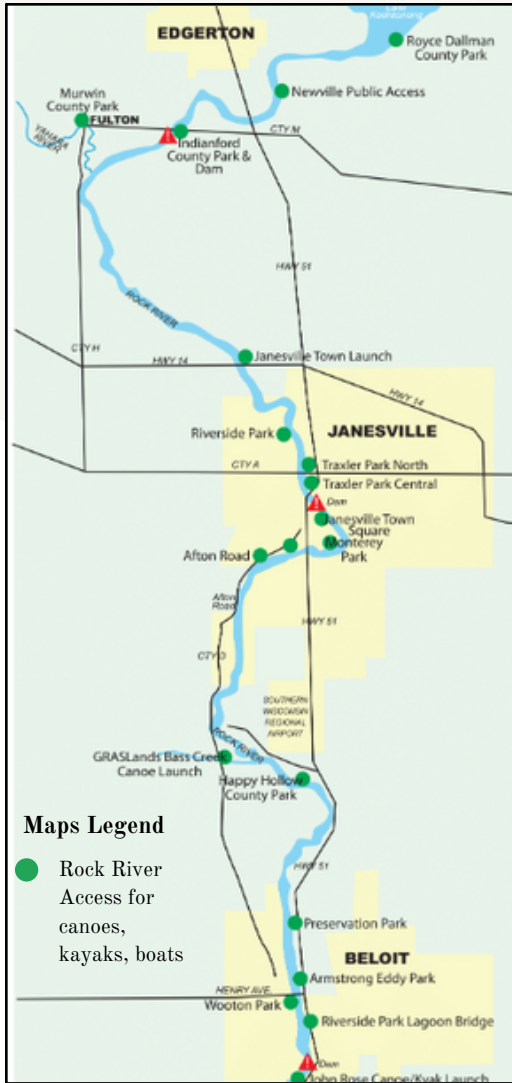 Koshkonong
EDGERTON
Royce Dallman
County Park
Newville Public Access
Murwin
County Park
FULTON
YAHARA
RIVER
CTY M
Indianford
County Park &
Dam
HWY 51
ROCK RIVER
CTY H
HWY 14
Janesville Town Launch
HWY 14
Riverside Park
JANESVILLE
CTY A
Traxler Park North
Traxler Park Central
Dam
Janesville Town
Square
Monterey
Park
Afton Road
Afton
Road
HWY 51
CTY D
SOUTHERN
WISCONSIN
REGIONAL
AIRPORT
ROCK RIVER
GRASLands Bass Creek
Canoe Launch
Happy Hollow
County Park
Maps Legend
Rock River
Access for
canoes,
kayaks, boats
HWY 51
Preservation Park
BELOIT
Armstrong Eddy Park
HENRY AVE.
Wooton Park
Riverside Park Lagoon Bridge
Dam
John Rose Canoe/Kyak Launch